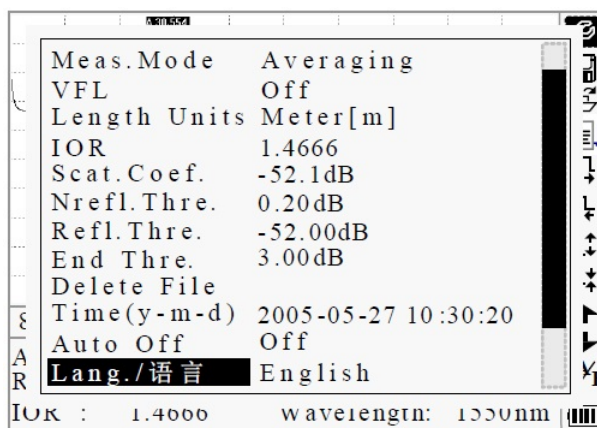 A 30.554
Meas.Mode Averaging
VFL Off
Length Units Meter[m]
IOR 1.4666
Scat.Coef. -52.1dB
Nrefl.Thre. 0.20dB
Refl.Thre. -52.00dB
End Thre. 3.00dB
Delete File
Time(y-m-d) 2005-05-27 10:30:20
Auto Off Off
Lang./语言 English
A
R
IOR : 1.4666 Wavelength: 1550nm